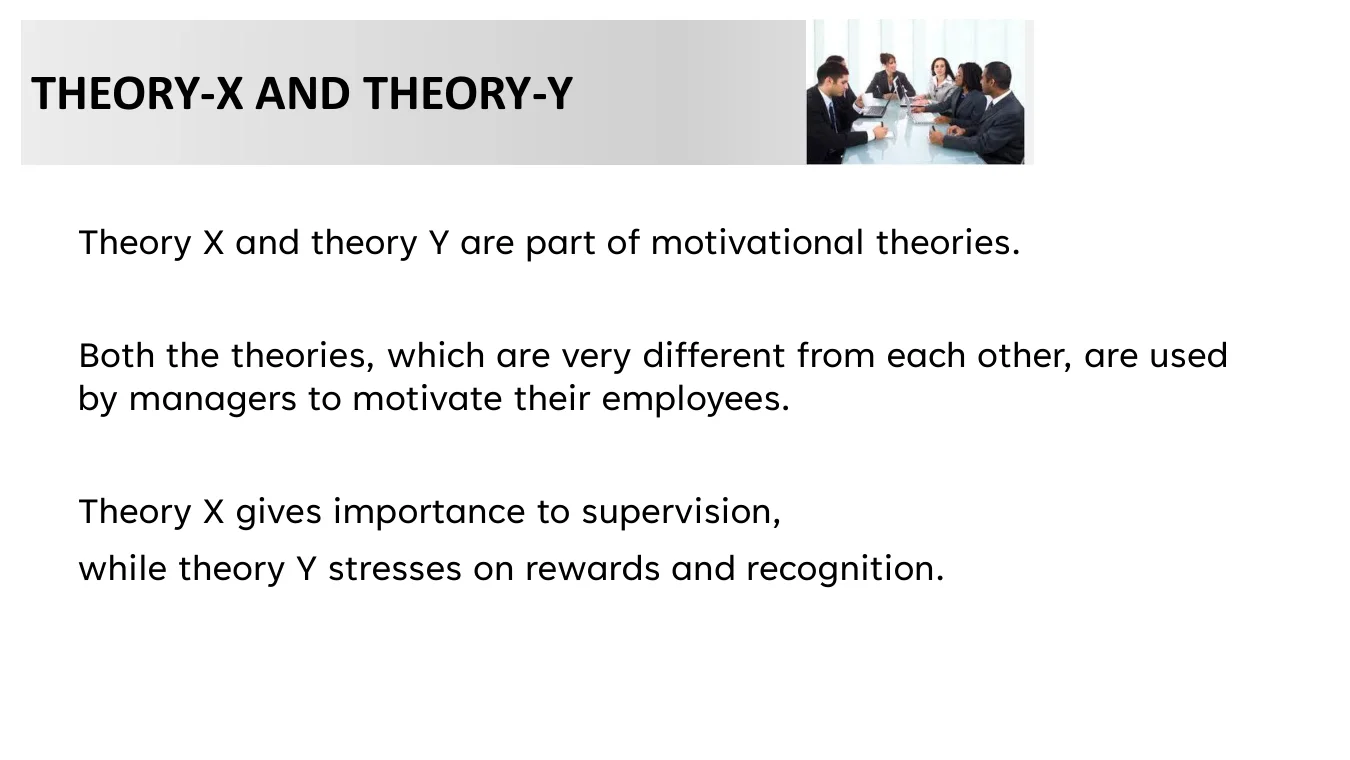 THEORY-X AND THEORY-Y
Theory X and theory Y are part of motivational theories.
Both the theories, which are very different from each other, are used
by managers to motivate their employees.
Theory X gives importance to supervision,
while theory Y stresses on rewards and recognition.